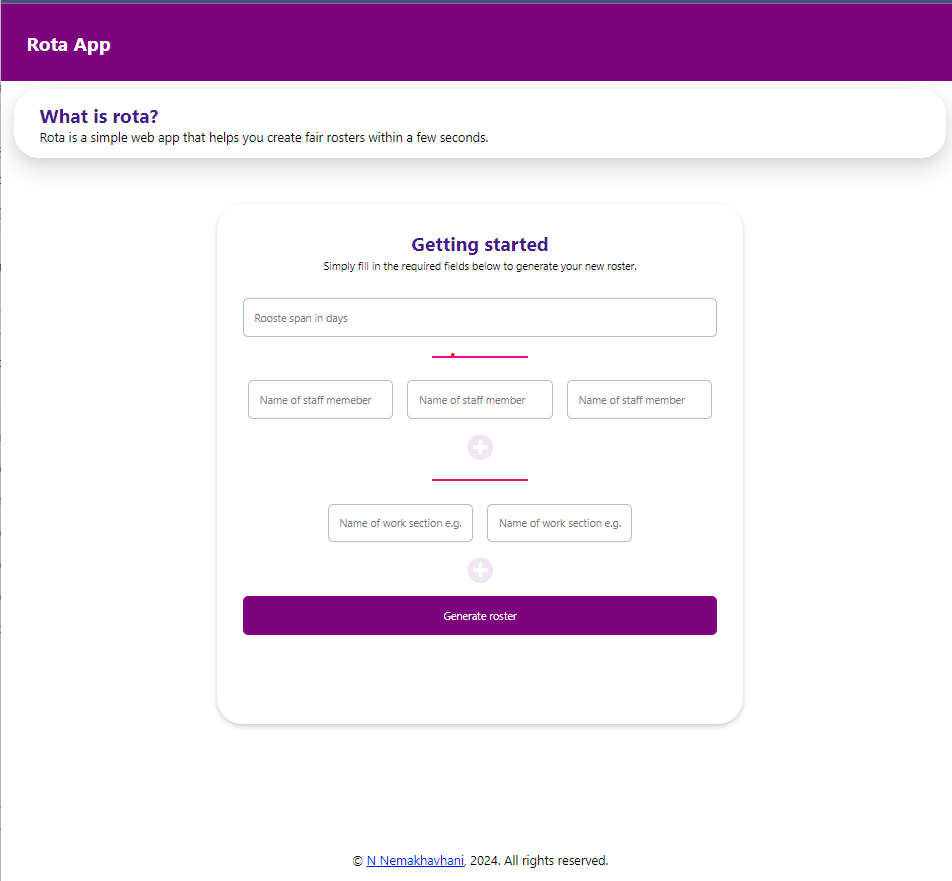 Rota App
What is rota?
Rota is a simple web app that helps you create fair rosters within a few seconds.
Getting started
Simply fill in the required fields below to generate your new roster.
Rooste span in days
Name of staff memeber Name of staff member Name of staff member
Name of work section e.g. Name of work section e.g.
Generate roster
© N Nemakhavhani, 2024. All rights reserved.